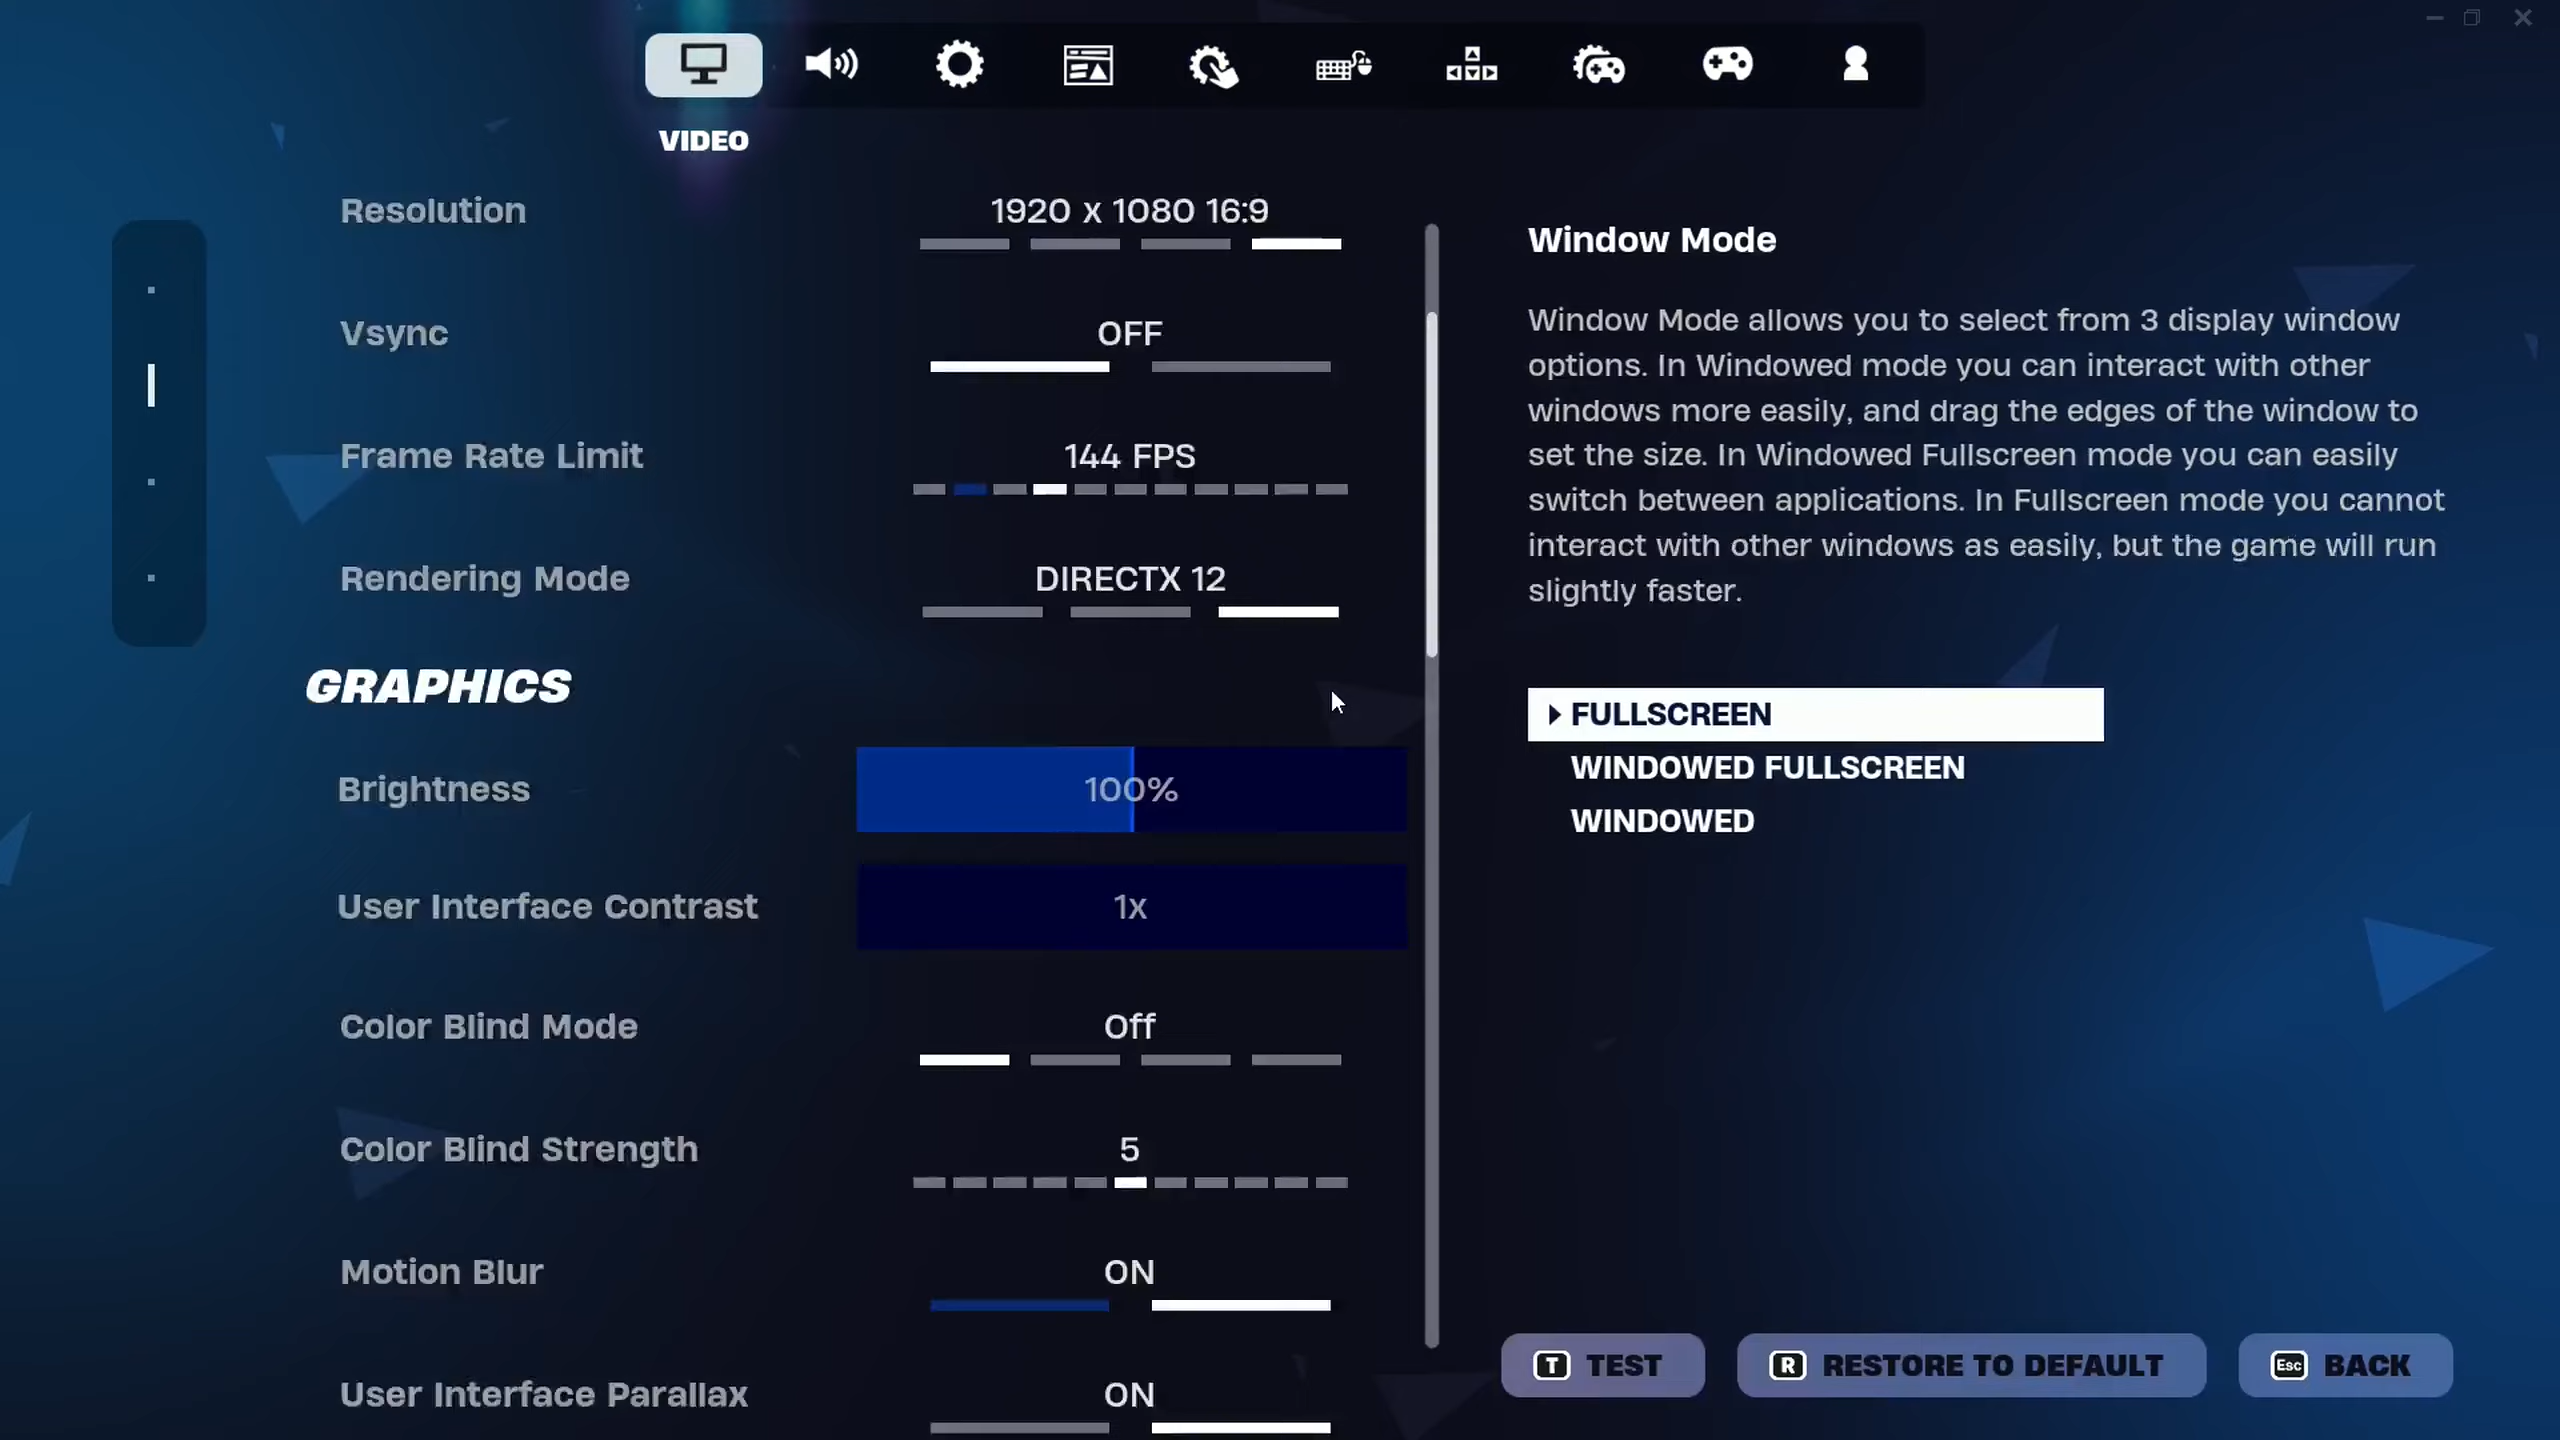 VIDEO
Resolution
1920 x 1080 16:9
Vsync
OFF
Frame Rate Limit
144 FPS
Rendering Mode
DIRECTX 12
GRAPHICS
Brightness
100%
User Interface Contrast
1x
Color Blind Mode
Off
Color Blind Strength
5
Motion Blur
ON
User Interface Parallax
ON
Window Mode
Window Mode allows you to select from 3 display window
options. In Windowed mode you can interact with other
windows more easily, and drag the edges of the window to
set the size. In Windowed Fullscreen mode you can easily
switch between applications. In Fullscreen mode you cannot
interact with other windows as easily, but the game will run
slightly faster.
FULLSCREEN
WINDOWED FULLSCREEN
WINDOWED
T TEST
R RESTORE TO DEFAULT
Esc BACK